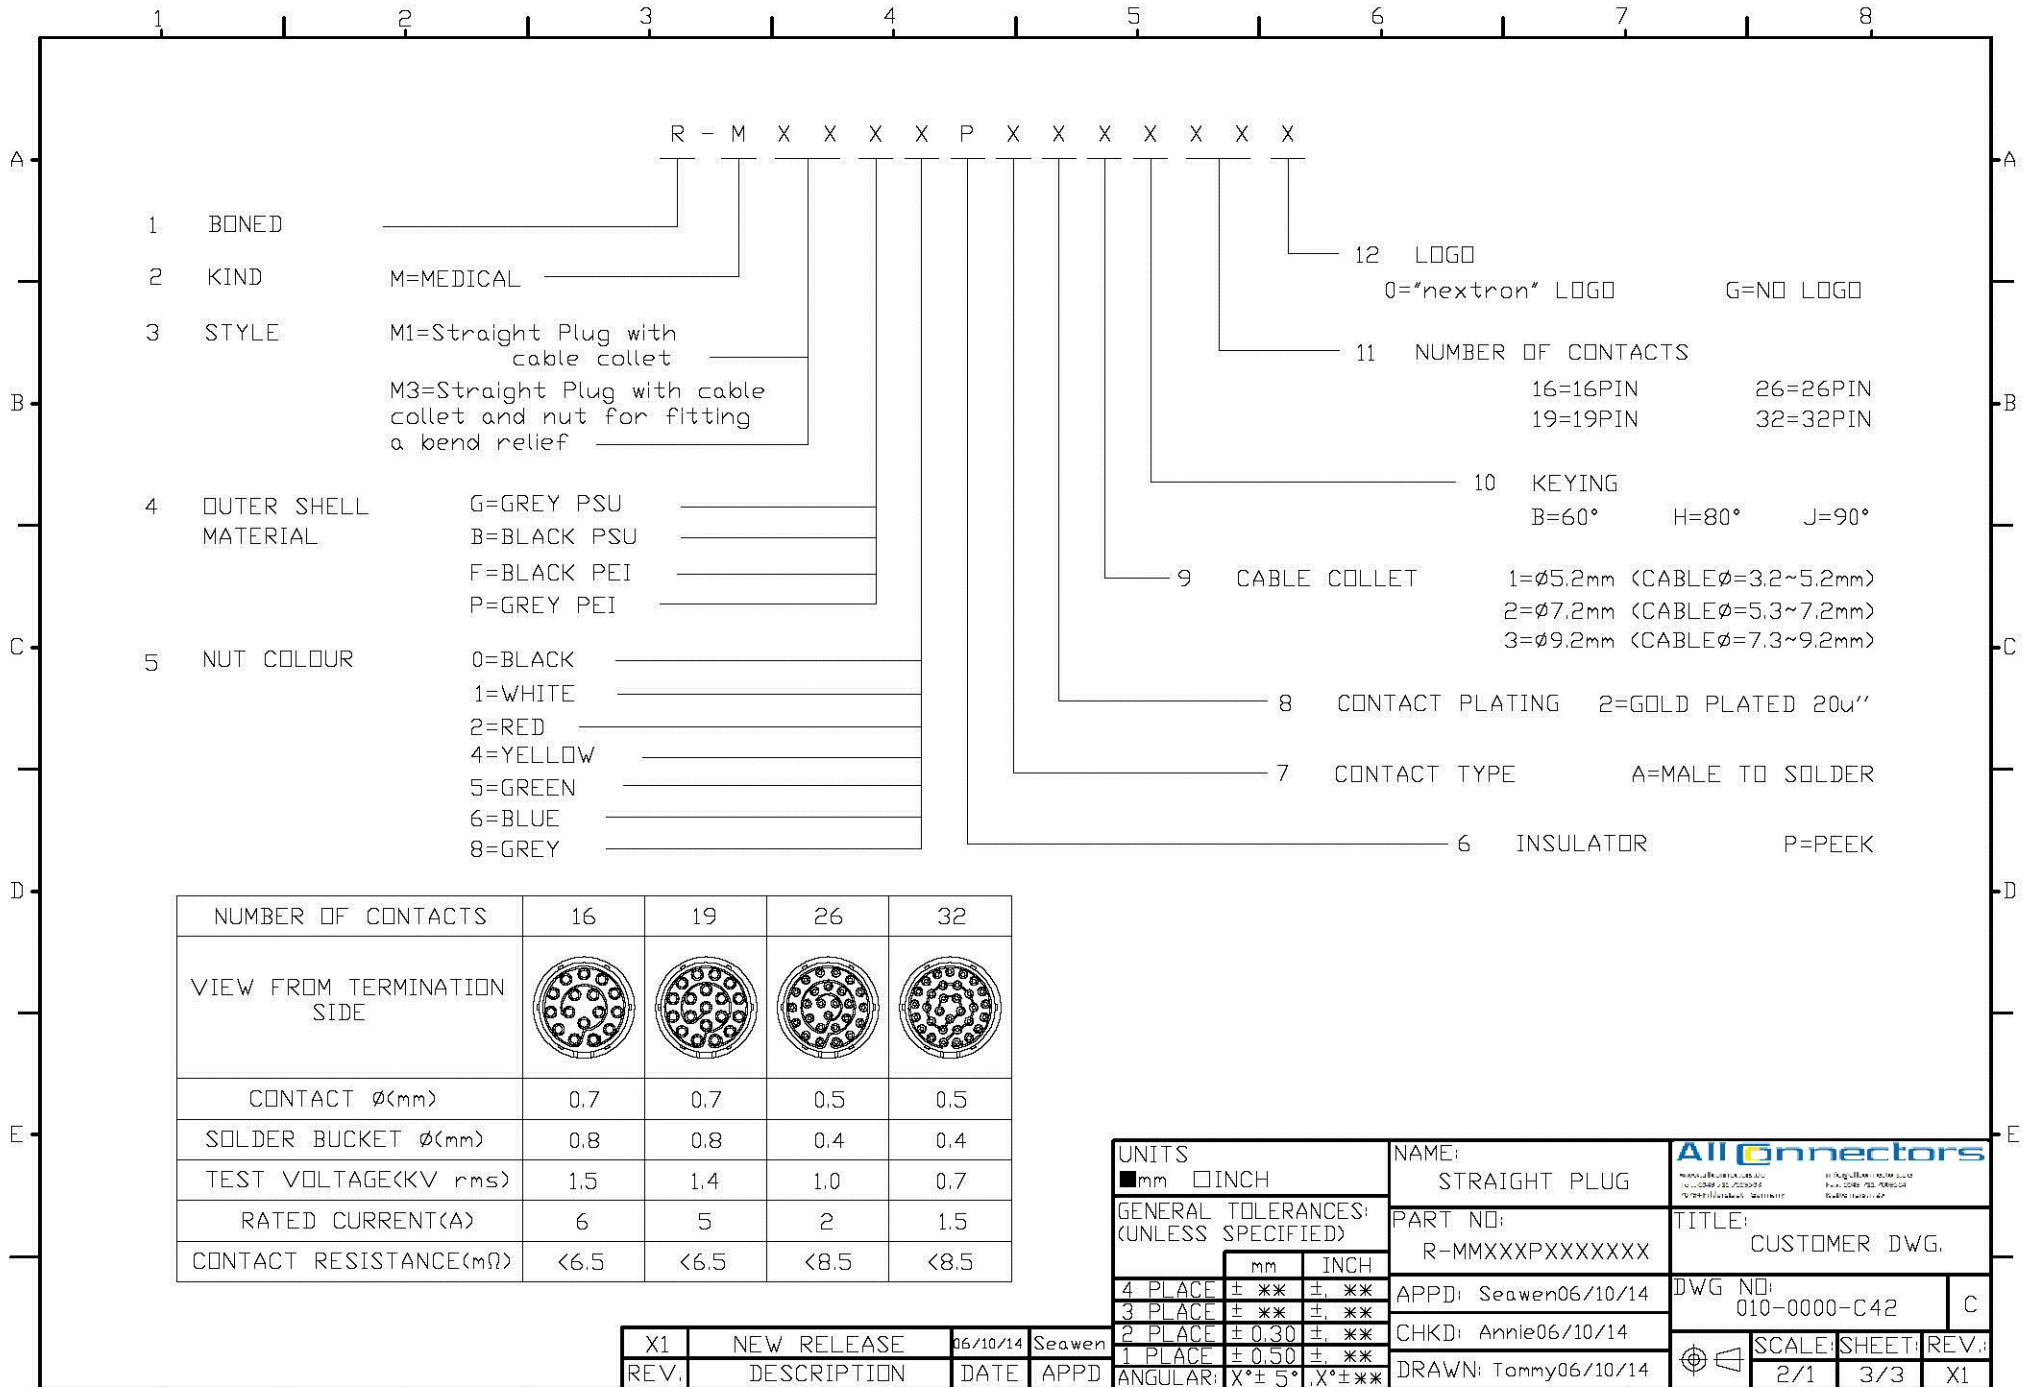 1 2 3 4 5 6 7 8
A A
B B
C C
D D
E E
R - M X X X X P X X X X X X X
1 BONED
2 KIND M=MEDICAL
3 STYLE M1=Straight Plug with
cable collet
M3=Straight Plug with cable
collet and nut for fitting
a bend relief
4 OUTER SHELL
MATERIAL
G=GREY PSU
B=BLACK PSU
F=BLACK PEI
P=GREY PEI
5 NUT COLOUR 0=BLACK
1=WHITE
2=RED
4=YELLOW
5=GREEN
6=BLUE
8=GREY
12 LOGO
0="nextron" LOGO G=NO LOGO
11 NUMBER OF CONTACTS
16=16PIN 26=26PIN
19=19PIN 32=32PIN
10 KEYING
B=60° H=80° J=90°
9 CABLE COLLET 1=ø5.2mm (CABLEø=3.2~5.2mm)
2=ø7.2mm (CABLEø=5.3~7.2mm)
3=ø9.2mm (CABLEø=7.3~9.2mm)
8 CONTACT PLATING 2=GOLD PLATED 20u''
7 CONTACT TYPE A=MALE TO SOLDER
6 INSULATOR P=PEEK
NUMBER OF CONTACTS 16 19 26 32
VIEW FROM TERMINATION
SIDE
CONTACT ø(mm) 0.7 0.7 0.5 0.5
SOLDER BUCKET ø(mm) 0.8 0.8 0.4 0.4
TEST VOLTAGE(KV rms) 1.5 1.4 1.0 0.7
RATED CURRENT(A) 6 5 2 1.5
CONTACT RESISTANCE(mΩ) <6.5 <6.5 <8.5 <8.5
X1 NEW RELEASE 06/10/14 Seawen
REV. DESCRIPTION DATE APPD
UNITS
■mm □INCH
GENERAL TOLERANCES:
(UNLESS SPECIFIED)
mm INCH
4 PLACE ± ** ±. **
3 PLACE ± ** ±. **
2 PLACE ± 0.30 ±. **
1 PLACE ± 0.50 ±. **
ANGULAR: X°± 5° .X°±**
NAME:
STRAIGHT PLUG
PART NO:
R-MMXXXPXXXXXXX
APPD: Seawen06/10/14
CHKD: Annie06/10/14
DRAWN: Tommy06/10/14
All Connectors
TITLE:
CUSTOMER DWG.
DWG NO:
010-0000-C42 C
SCALE: SHEET: REV.:
2/1 3/3 X1